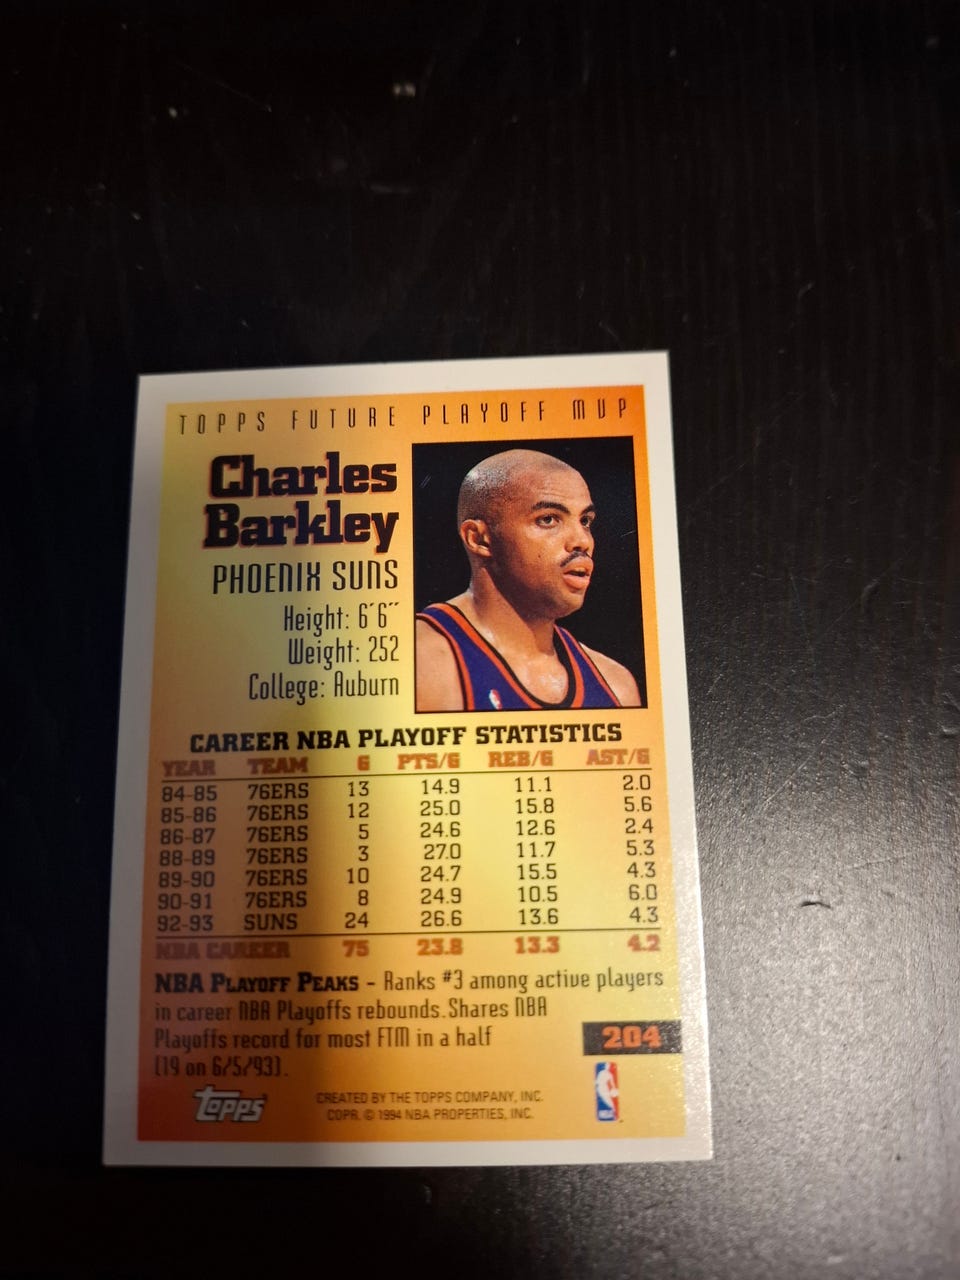 TOPPS FUTURE PLAYOFF MVP
Charles
Barkley
PHOENIX SUNS
Height: 6'6"
Weight: 252
College: Auburn
CAREER NBA PLAYOFF STATISTICS
YEAR TEAM G PTS/G REB/G AST/G
84-85 76ERS 13 14.9 11.1 2.0
85-86 76ERS 12 25.0 15.8 5.6
86-87 76ERS 5 24.6 12.6 2.4
88-89 76ERS 3 27.0 11.7 5.3
89-90 76ERS 10 24.7 15.5 4.3
90-91 76ERS 8 24.9 10.5 6.0
92-93 SUNS 24 26.6 13.6 4.3
NBA CAREER 75 23.8 13.3 4.2
NBA PLAYOFF PEAKS - Ranks #3 among active players
in career NBA Playoffs rebounds. Shares NBA
Playoffs record for most FTM in a half
(19 on 6/5/93).
204
TOPPS
CREATED BY THE TOPPS COMPANY, INC.
COPR. © 1994 NBA PROPERTIES, INC.
NBA